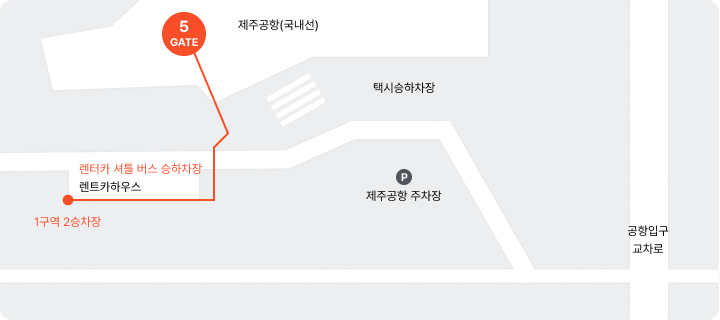 5
GATE
제주공항(국내선)
택시승하차장
렌터카 셔틀 버스 승하차장
렌트카하우스
P
제주공항 주차장
1구역 2승차장
공항입구
교차로